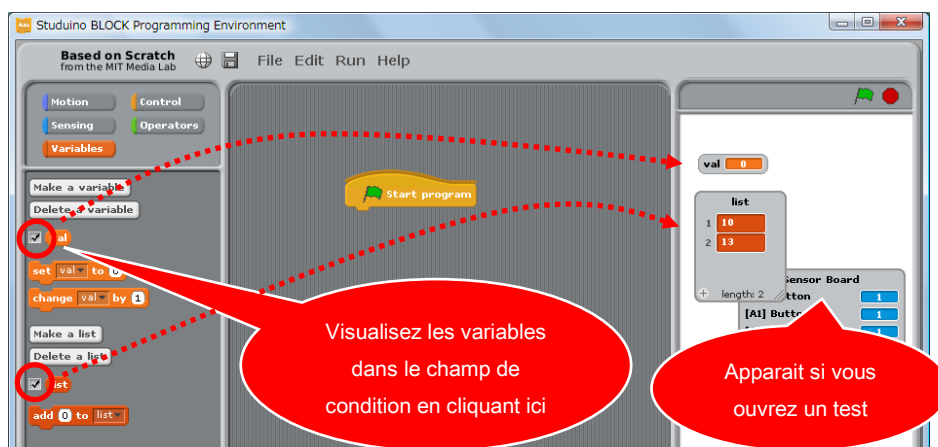 Studuino BLOCK Programming Environment
Based on Scratch
from the MIT Media Lab
File Edit Run Help
Motion Control
Sensing Operators
Variables
Make a variable
Delete a variable
val
set val to 0
change val by 1
Make a list
Delete a list
list
add 0 to list
Start program
val 0
list
1 10
2 13
+ length: 2
Sensor Board
1
[A1] 1
1
Visualisez les variables
dans le champ de
condition en cliquant ici
Apparait si vous
ouvrez un test